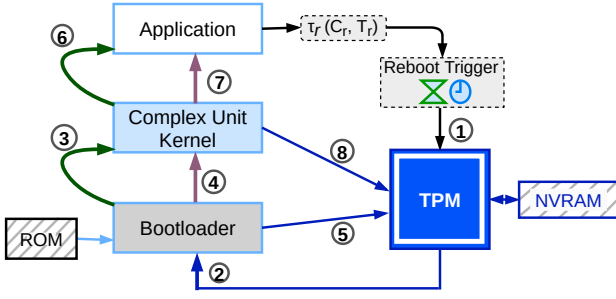 ⑥
Application
τr (Cr, Tr)
Reboot Trigger
⑦
③
Complex Unit
Kernel
⑧
①
④
TPM
NVRAM
ROM
Bootloader
⑤
②